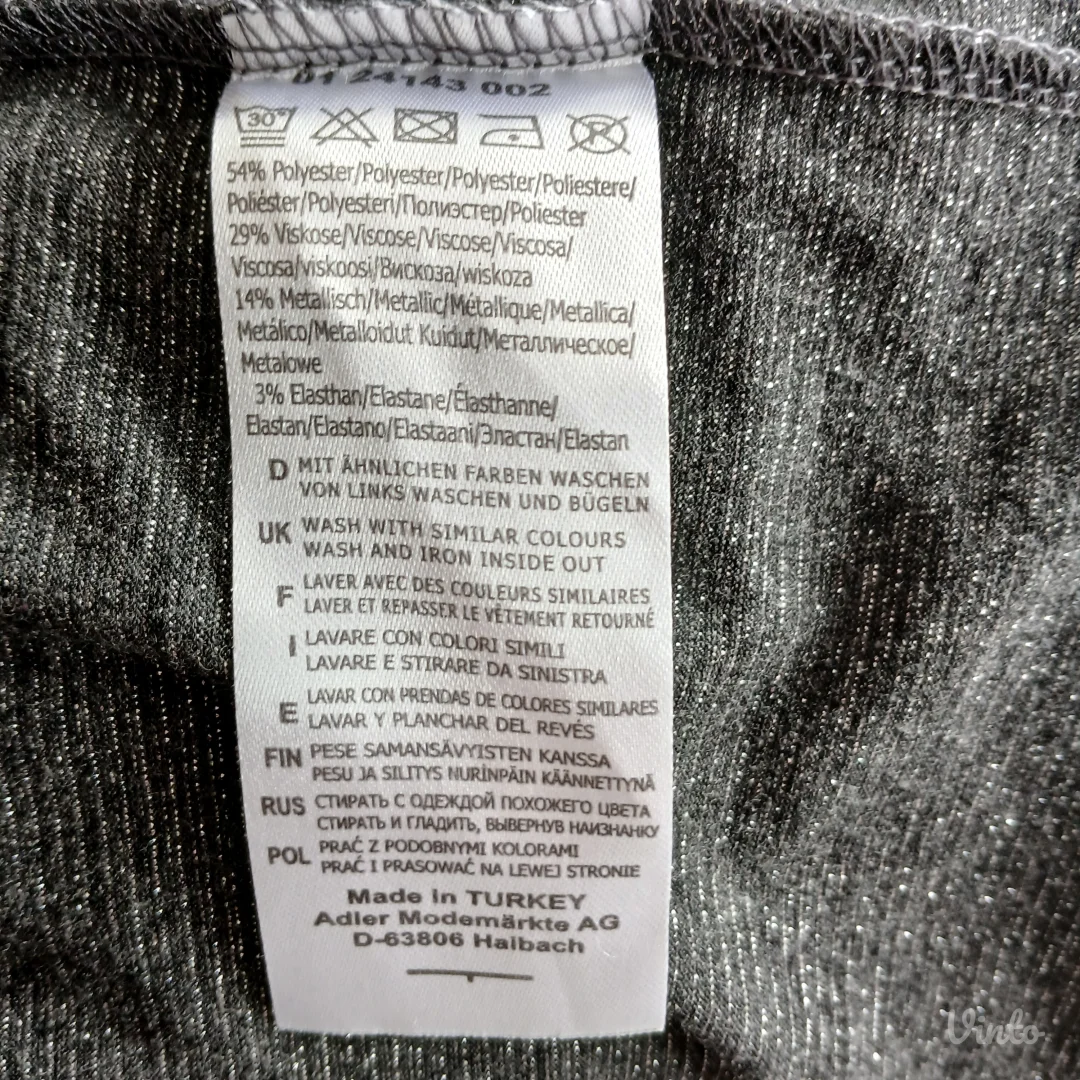 01 24143 002
30°
P
54% Polyester/Polyester/Polyester/Poliestere/
Poliéster/Polyesteri/Полиэстер/Poliester
29% Viskose/Viscose/Viscose/Viscosa/
Viscosa/viskoosi/Вискоза/wiskoza
14% Metallisch/Metallic/Métallique/Metallica/
Metálico/Metalloidut Kuidut/Металлическое/
Metalowe
3% Elasthan/Elastane/Élasthanne/
Elastan/Elastano/Elastaani/Эластан/Elastan
D MIT ÄHNLICHEN FARBEN WASCHEN
VON LINKS WASCHEN UND BÜGELN
UK WASH WITH SIMILAR COLOURS
WASH AND IRON INSIDE OUT
F LAVER AVEC DES COULEURS SIMILAIRES
LAVER ET REPASSER LE VÊTEMENT RETOURNÉ
I LAVARE CON COLORI SIMILI
LAVARE E STIRARE DA SINISTRA
E LAVAR CON PRENDAS DE COLORES SIMILARES
LAVAR Y PLANCHAR DEL REVÉS
FIN PESE SAMANSÄVYISTEN KANSSA
PESU JA SILITYS NURINPÄIN KÄÄNNETTYNÄ
RUS СТИРАТЬ С ОДЕЖДОЙ ПОХОЖЕГО ЦВЕТА
СТИРАТЬ И ГЛАДИТЬ, ВЫВЕРНУВ НАИЗНАНКУ
POL PRAĆ Z PODOBNYMI KOLORAMI
PRAĆ I PRASOWAĆ NA LEWEJ STRONIE
Made in TURKEY
Adler Modemärkte AG
D-63806 Haibach
Vinto